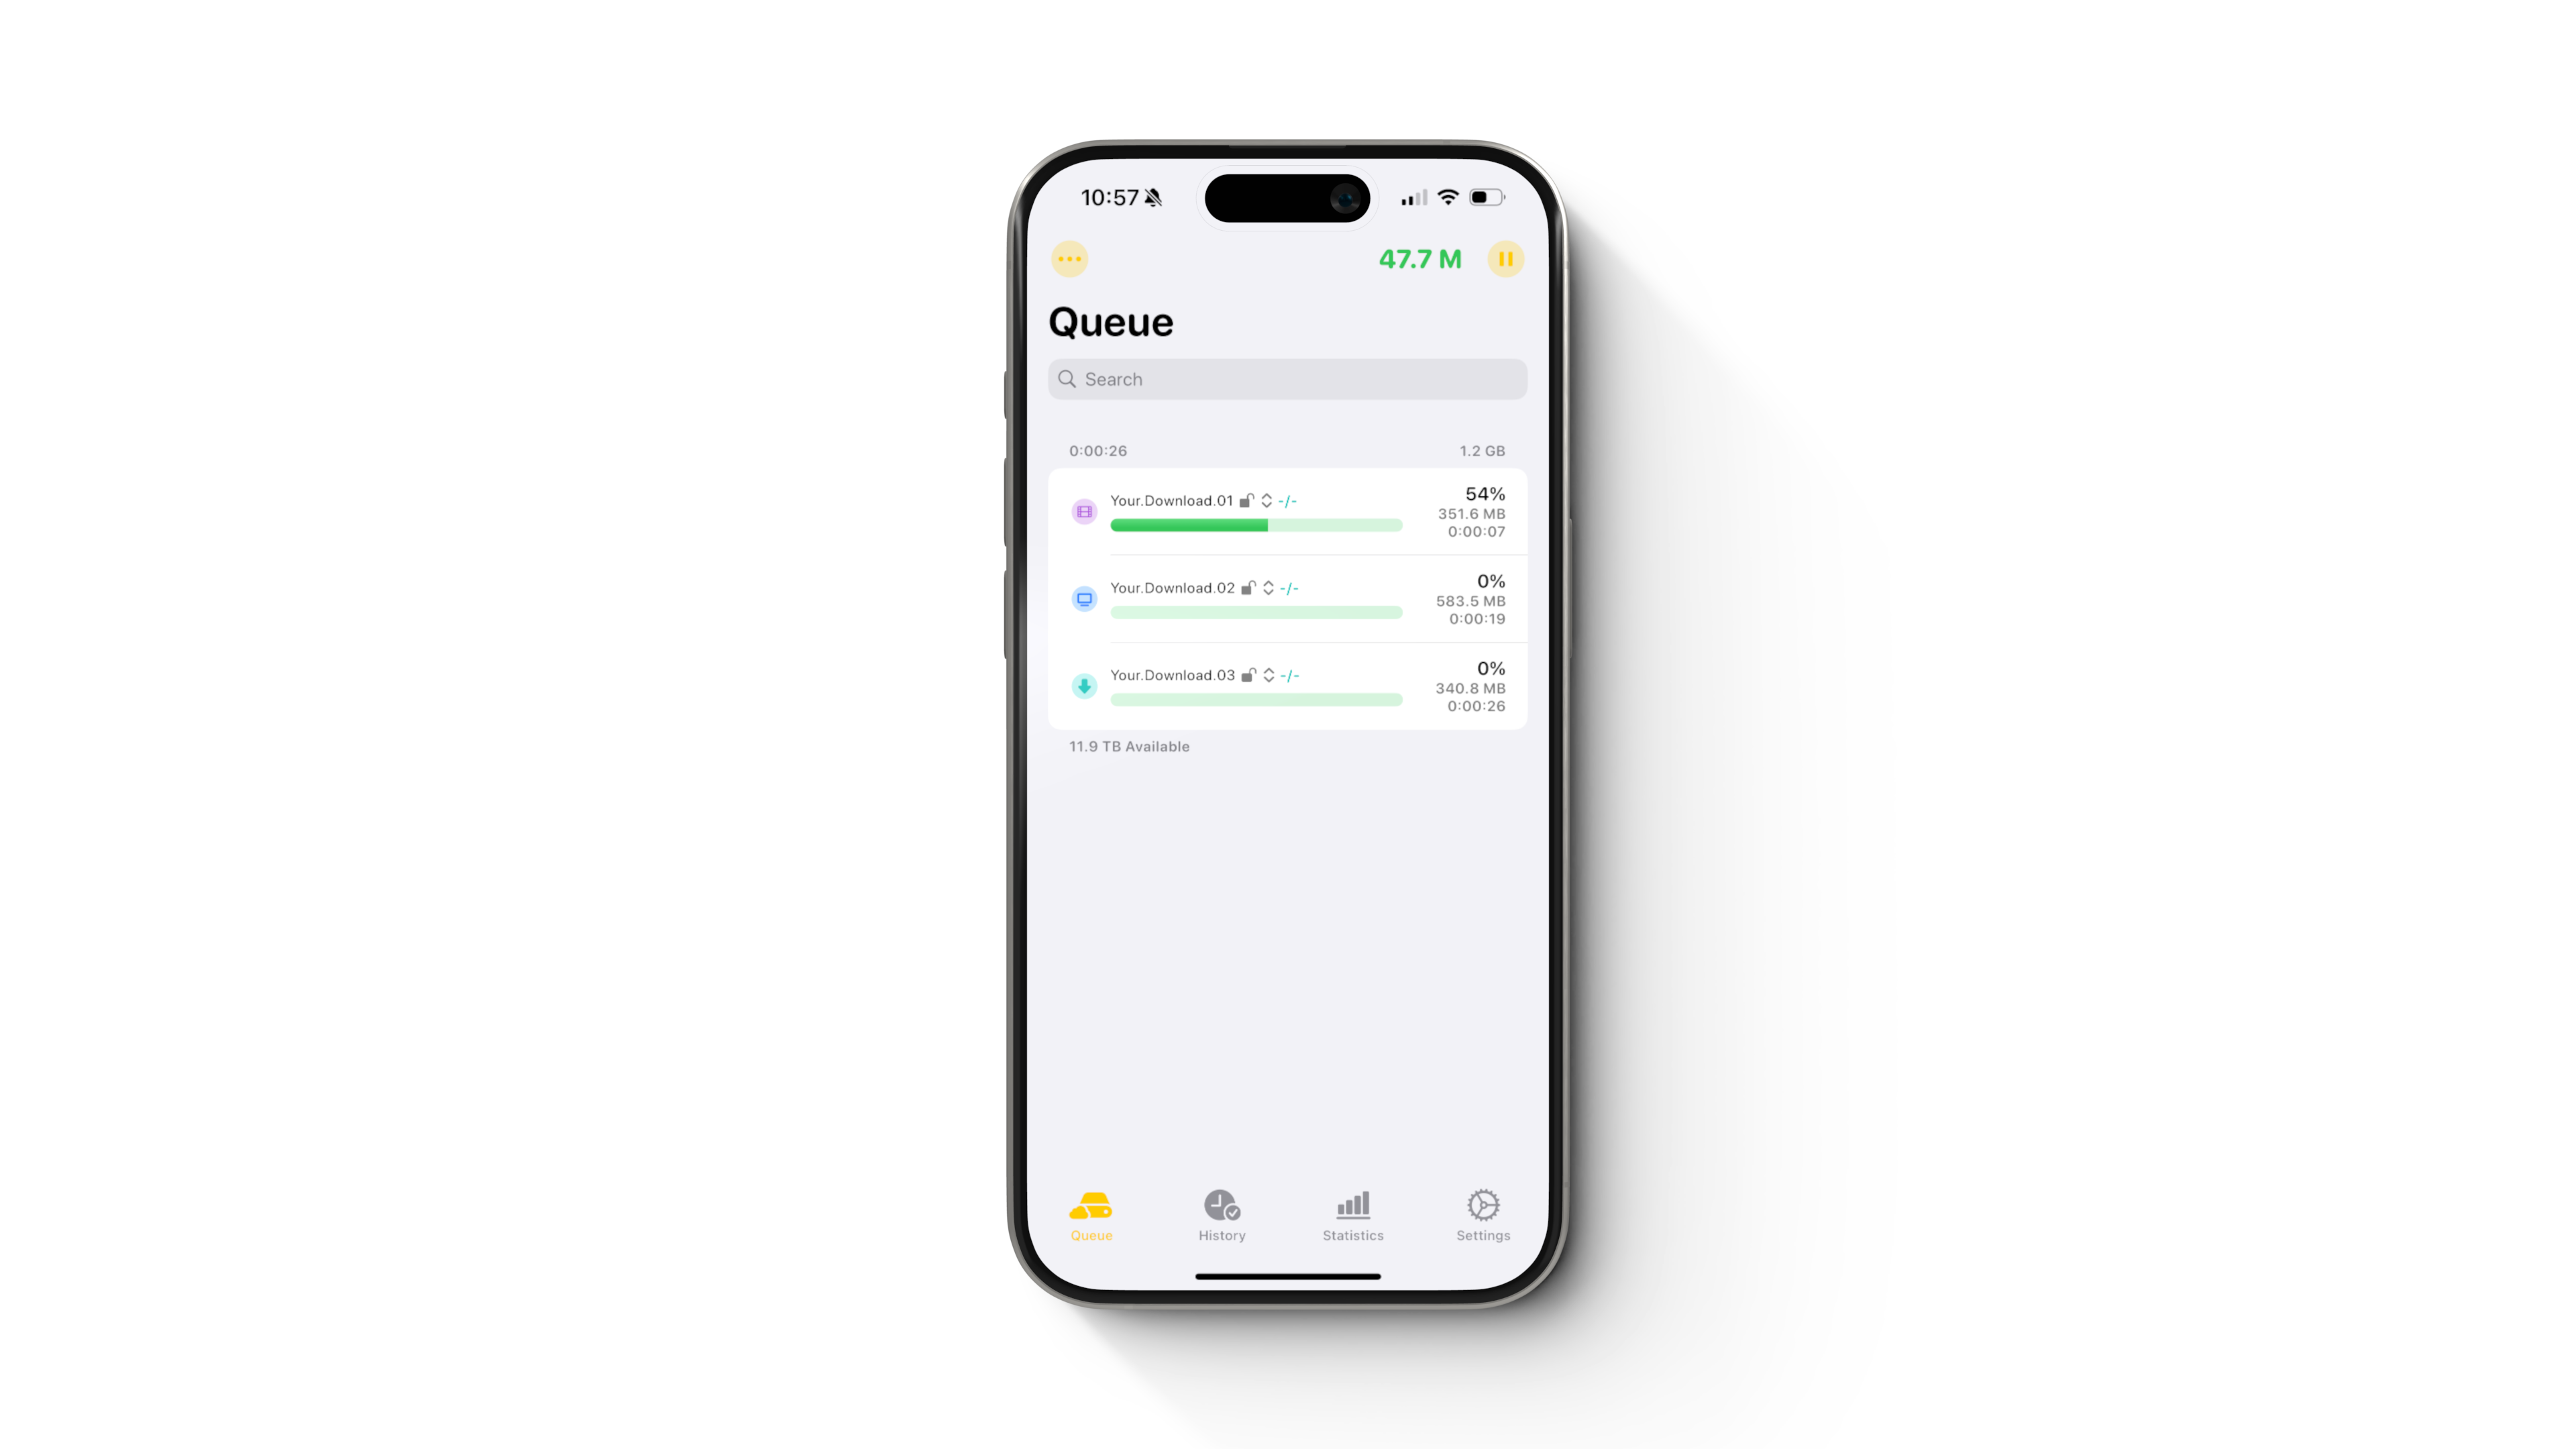 10:57
47.7 M
Queue
Search
0:00:26 1.2 GB
Your.Download.01 -/- 54%
351.6 MB
0:00:07
Your.Download.02 -/- 0%
583.5 MB
0:00:19
Your.Download.03 -/- 0%
340.8 MB
0:00:26
11.9 TB Available
Queue History Statistics Settings